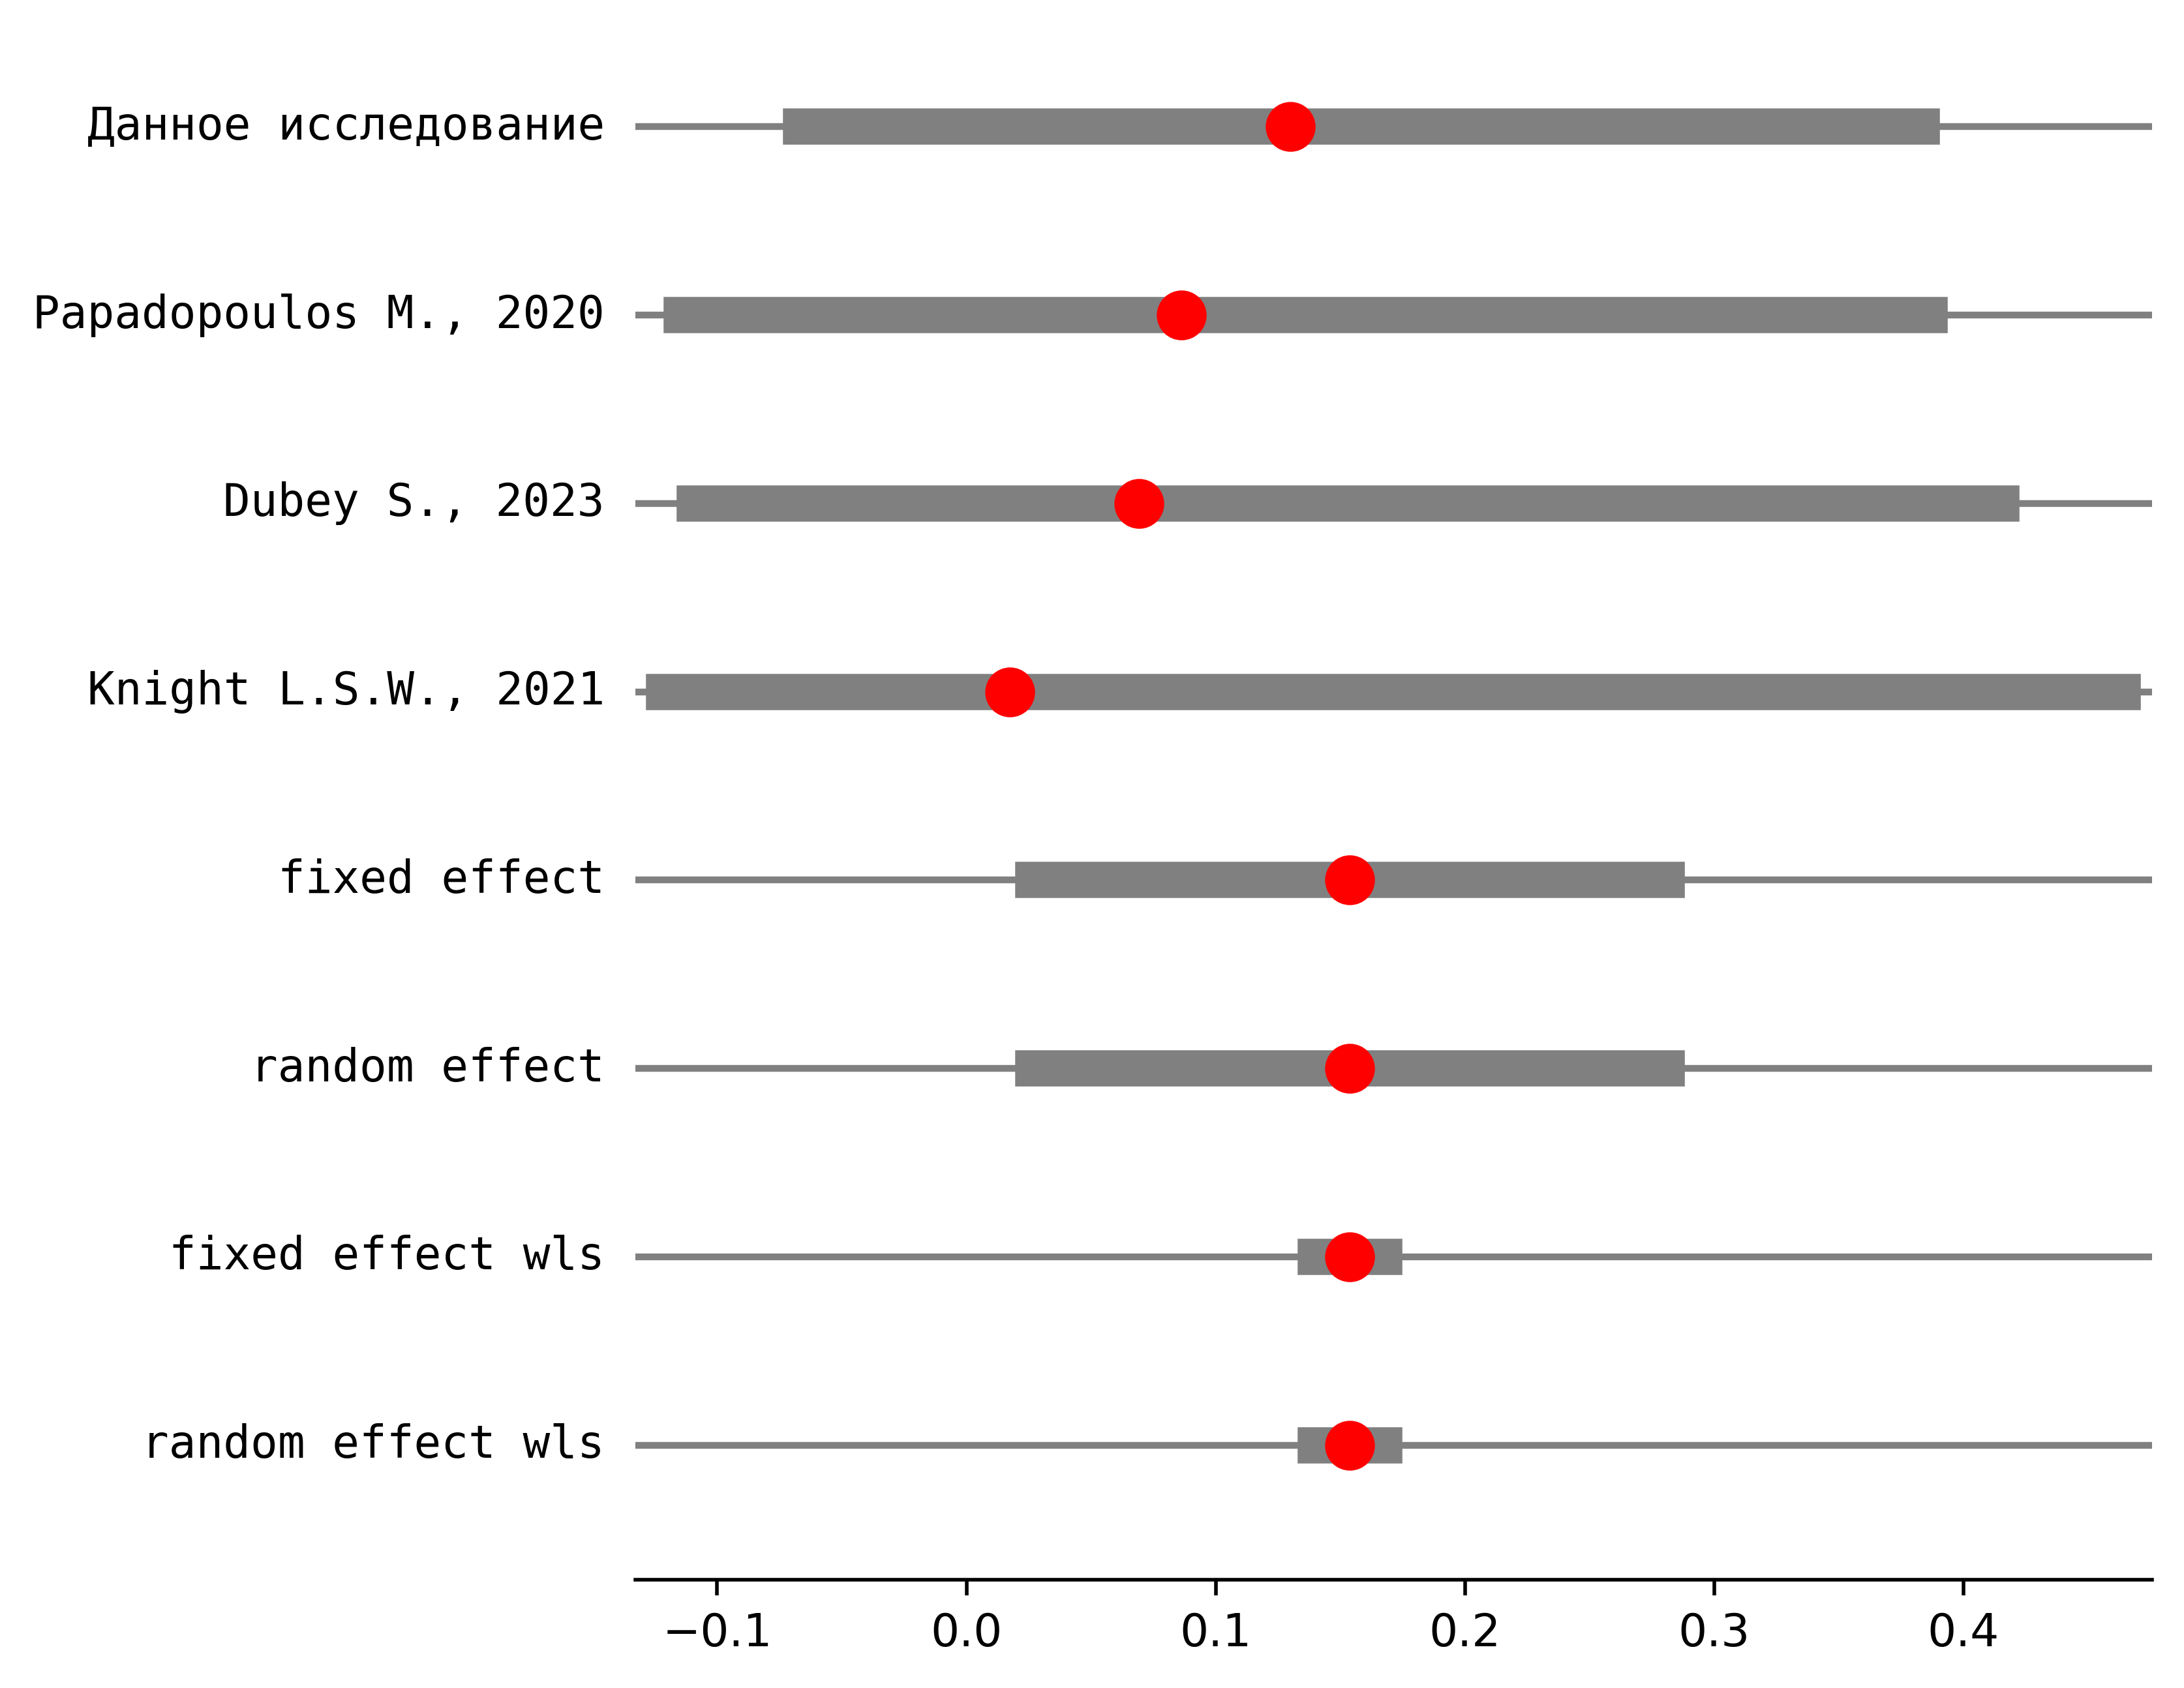 Данное исследование
Papadopoulos M., 2020
Dubey S., 2023
Knight L.S.W., 2021
fixed effect
random effect
fixed effect wls
random effect wls
−0.1 0.0 0.1 0.2 0.3 0.4